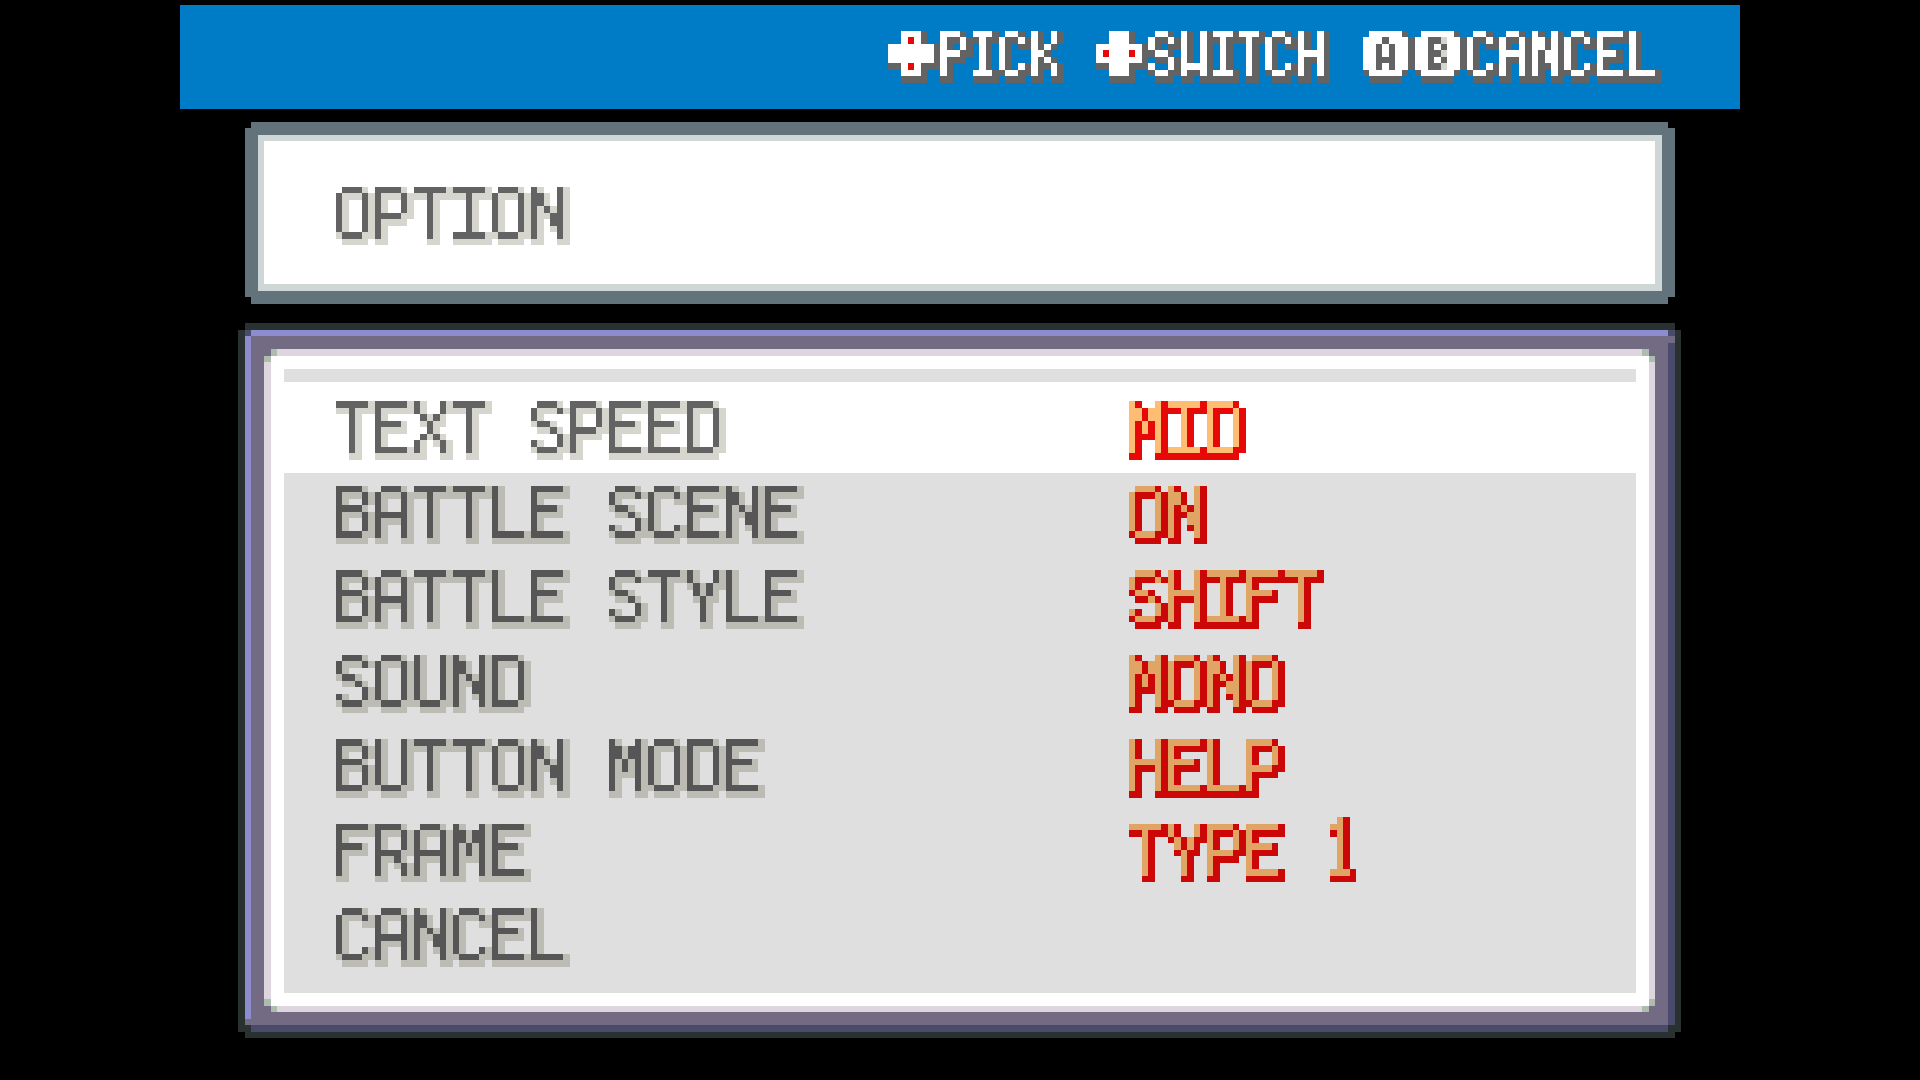 PICK SWITCH A B CANCEL
OPTION
TEXT SPEED MID
BATTLE SCENE ON
BATTLE STYLE SHIFT
SOUND MONO
BUTTON MODE HELP
FRAME TYPE 1
CANCEL